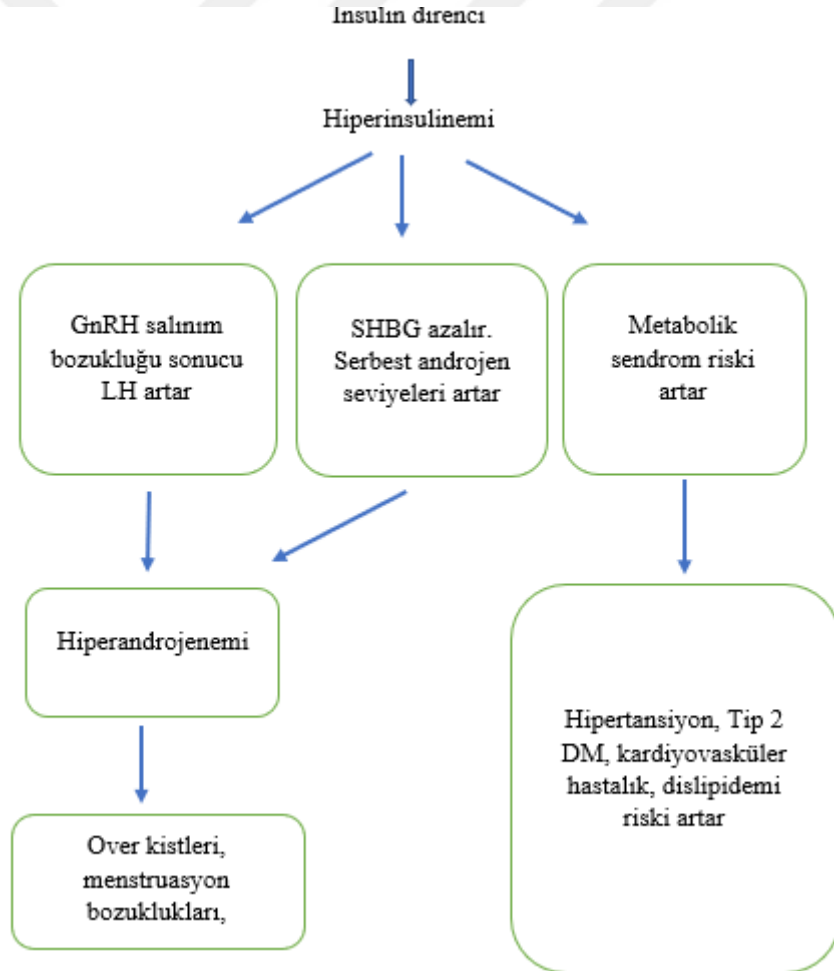 İnsülin direnci
Hiperinsulinemi
GnRH salınım
bozukluğu sonucu
LH artar
SHBG azalır.
Serbest androjen
seviyeleri artar
Metabolik
sendrom riski
artar
Hiperandrojenemi
Hipertansiyon, Tip 2
DM, kardiyovasküler
hastalık, dislipidemi
riski artar
Over kistleri,
menstruasyon
bozuklukları,